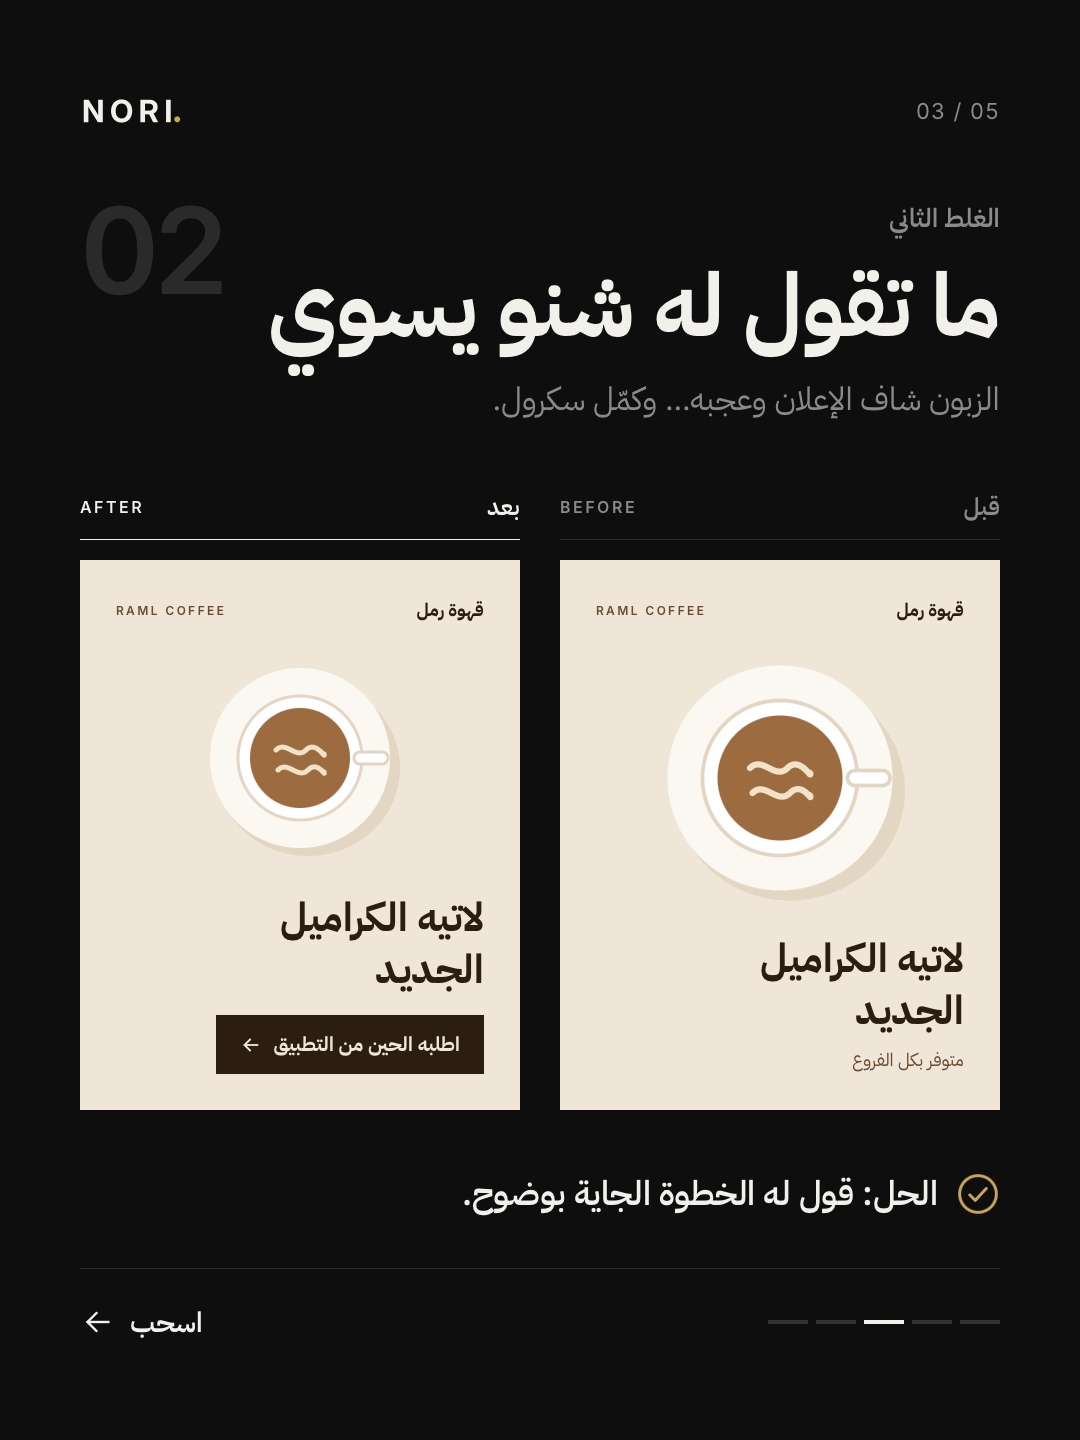 NORI.
03 / 05
02
الغلط الثاني
ما تقول له شنو يسوي
الزبون شاف الإعلان وعجبه... وكمّل سكرول.
قبل
BEFORE
قهوة رمل
RAML COFFEE
لاتيه الكراميل
الجديد
متوفر بكل الفروع
بعد
AFTER
قهوة رمل
RAML COFFEE
لاتيه الكراميل
الجديد
اطلبه الحين من التطبيق ←
الحل: قول له الخطوة الجاية بوضوح.
اسحب ←